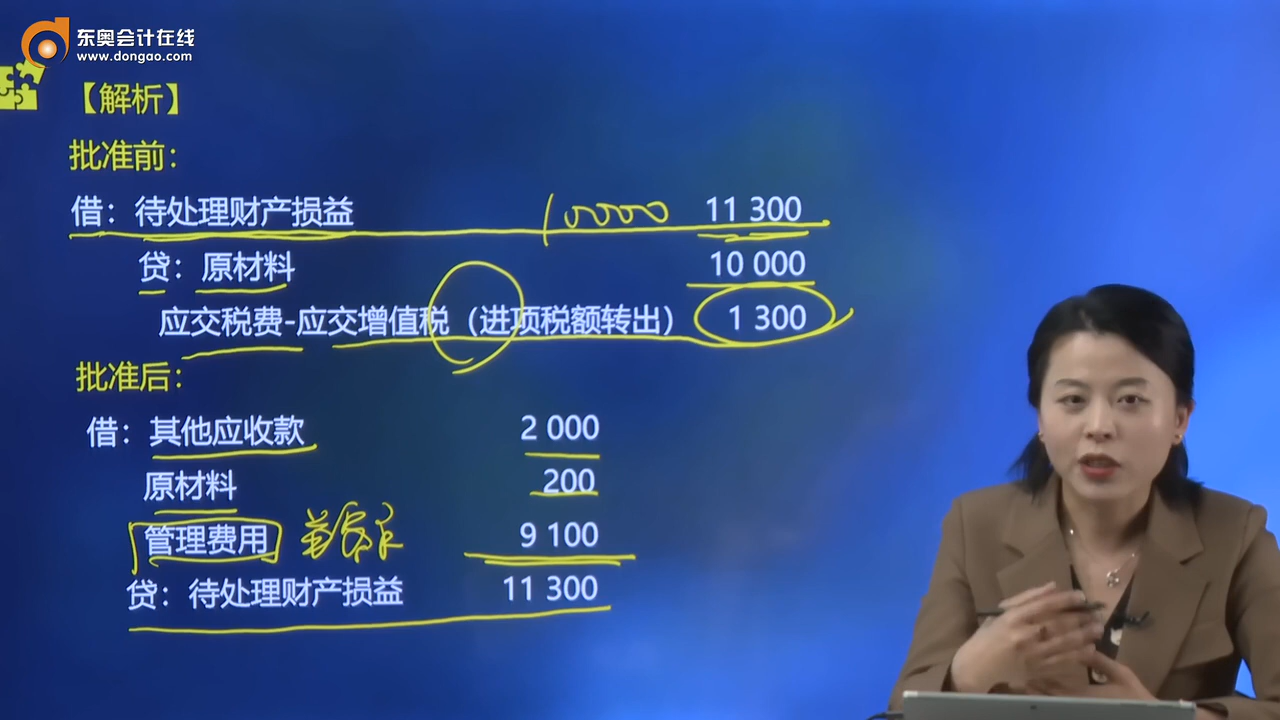 东奥会计在线
www.dongao.com
【解析】
批准前：
借：待处理财产损益 10000 11 300
贷：原材料 10 000
应交税费-应交增值税（进项税额转出） 1 300
批准后：
借：其他应收款 2 000
原材料 200
管理费用 9 100
贷：待处理财产损益 11 300